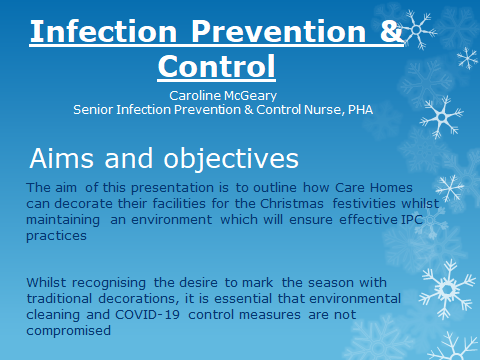 Infection Prevention &
Control
Caroline McGeary
Senior Infection Prevention & Control Nurse, PHA
Aims and objectives
The aim of this presentation is to outline how Care Homes
can decorate their facilities for the Christmas festivities whilst
maintaining an environment which will ensure effective IPC
practices
Whilst recognising the desire to mark the season with
traditional decorations, it is essential that environmental
cleaning and COVID-19 control measures are not
compromised